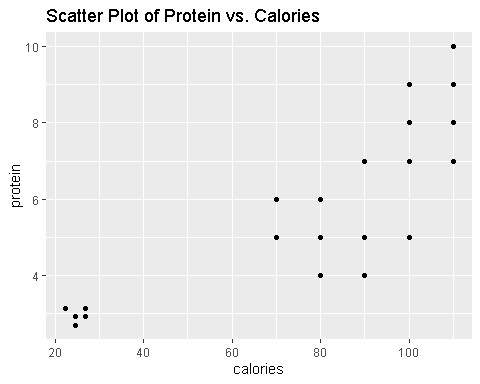 Scatter Plot of Protein vs. Calories
10
8
6
4
protein
20 40 60 80 100
calories